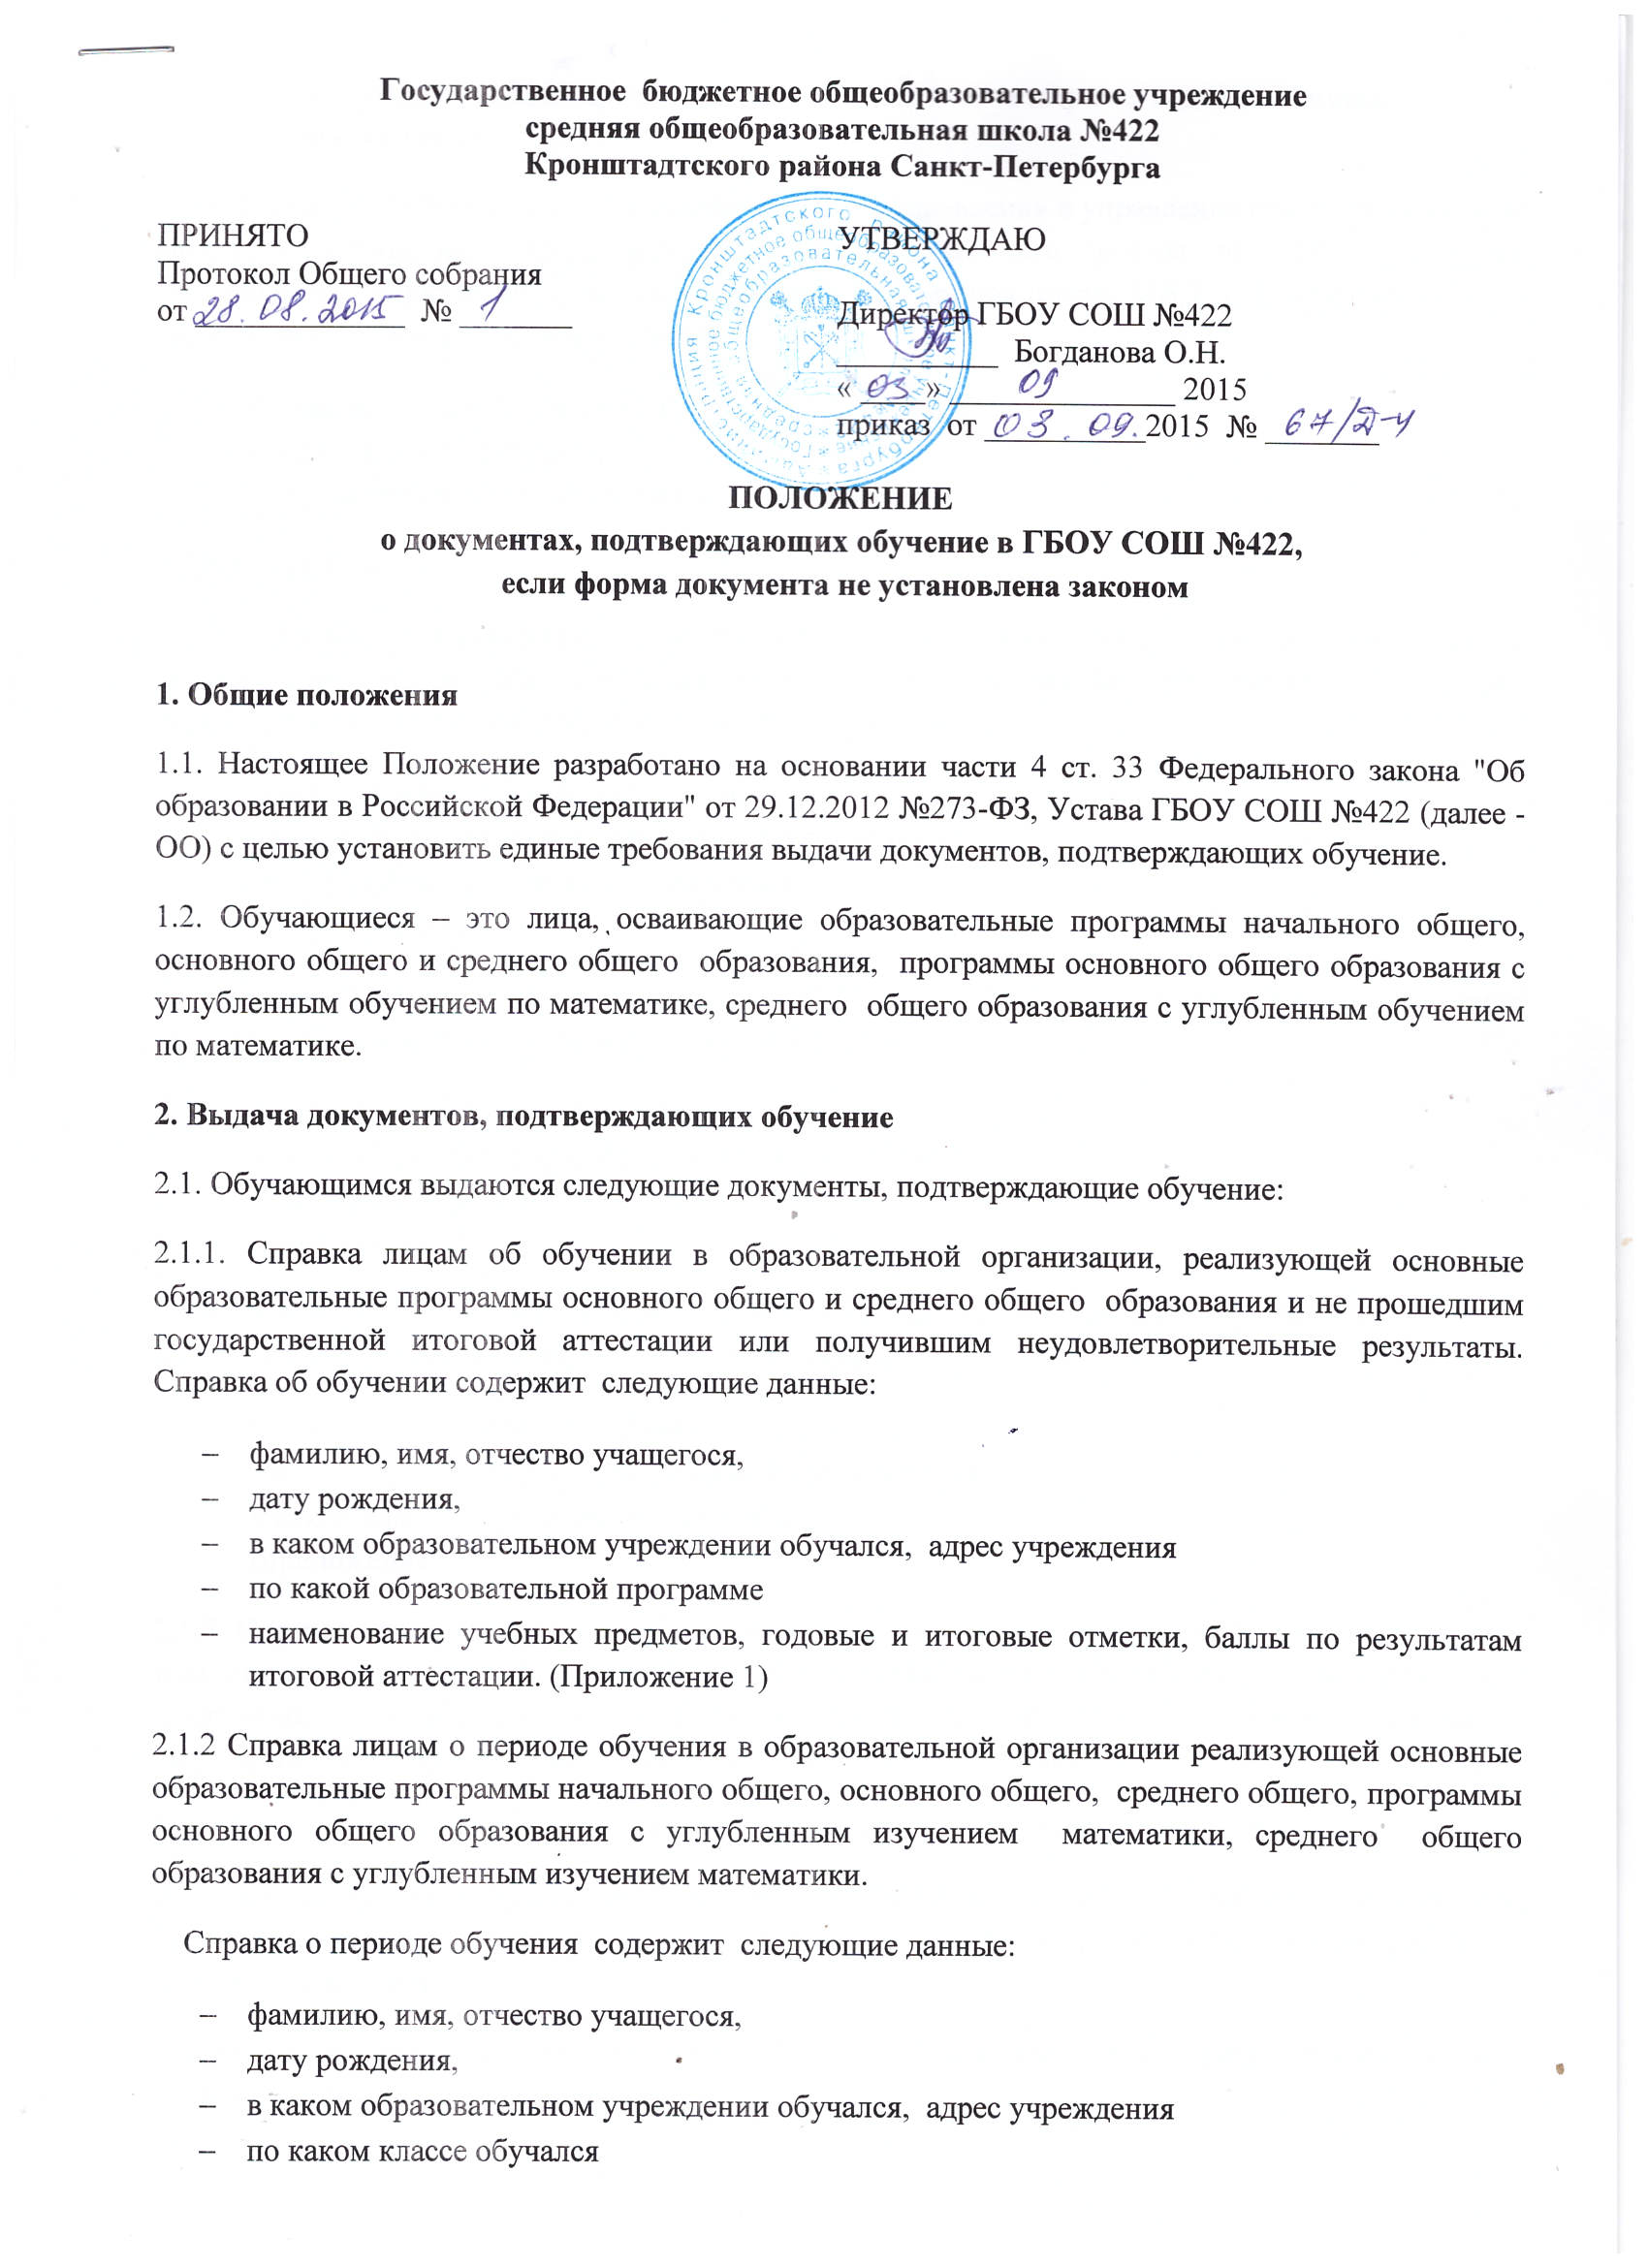 Государственное бюджетное общеобразовательное учреждение
средняя общеобразовательная школа №422
Кронштадтского района Санкт-Петербурга
ПРИНЯТО
Протокол Общего собрания
от 28.08.2015 № 1
УТВЕРЖДАЮ
Директор ГБОУ СОШ №422
____________ Богданова О.Н.
« 03 » 09 2015
приказ от 03.09.2015 № 67/Д-у
ПОЛОЖЕНИЕ
о документах, подтверждающих обучение в ГБОУ СОШ №422,
если форма документа не установлена законом
1. Общие положения
1.1. Настоящее Положение разработано на основании части 4 ст. 33 Федерального закона "Об
образовании в Российской Федерации" от 29.12.2012 №273-ФЗ, Устава ГБОУ СОШ №422 (далее -
ОО) с целью установить единые требования выдачи документов, подтверждающих обучение.
1.2. Обучающиеся – это лица, осваивающие образовательные программы начального общего,
основного общего и среднего общего образования, программы основного общего образования с
углубленным обучением по математике, среднего общего образования с углубленным обучением
по математике.
2. Выдача документов, подтверждающих обучение
2.1. Обучающимся выдаются следующие документы, подтверждающие обучение:
2.1.1. Справка лицам об обучении в образовательной организации, реализующей основные
образовательные программы основного общего и среднего общего образования и не прошедшим
государственной итоговой аттестации или получившим неудовлетворительные результаты.
Справка об обучении содержит следующие данные:
– фамилию, имя, отчество учащегося,
– дату рождения,
– в каком образовательном учреждении обучался, адрес учреждения
– по какой образовательной программе
– наименование учебных предметов, годовые и итоговые отметки, баллы по результатам
итоговой аттестации. (Приложение 1)
2.1.2 Справка лицам о периоде обучения в образовательной организации реализующей основные
образовательные программы начального общего, основного общего, среднего общего, программы
основного общего образования с углубленным изучением математики, среднего общего
образования с углубленным изучением математики.
Справка о периоде обучения содержит следующие данные:
– фамилию, имя, отчество учащегося,
– дату рождения,
– в каком образовательном учреждении обучался, адрес учреждения
– по каком классе обучался